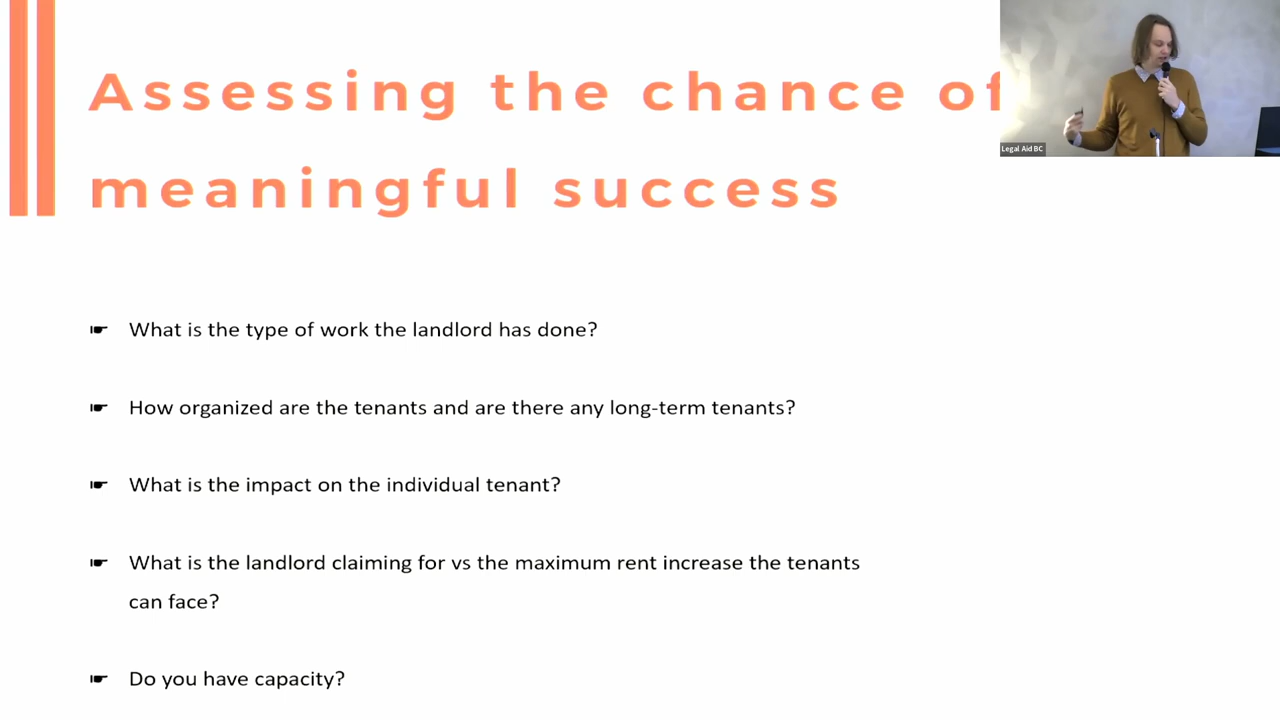 Assessing the chance of
meaningful success
Legal Aid BC
☛ What is the type of work the landlord has done?
☛ How organized are the tenants and are there any long-term tenants?
☛ What is the impact on the individual tenant?
☛ What is the landlord claiming for vs the maximum rent increase the tenants
can face?
☛ Do you have capacity?